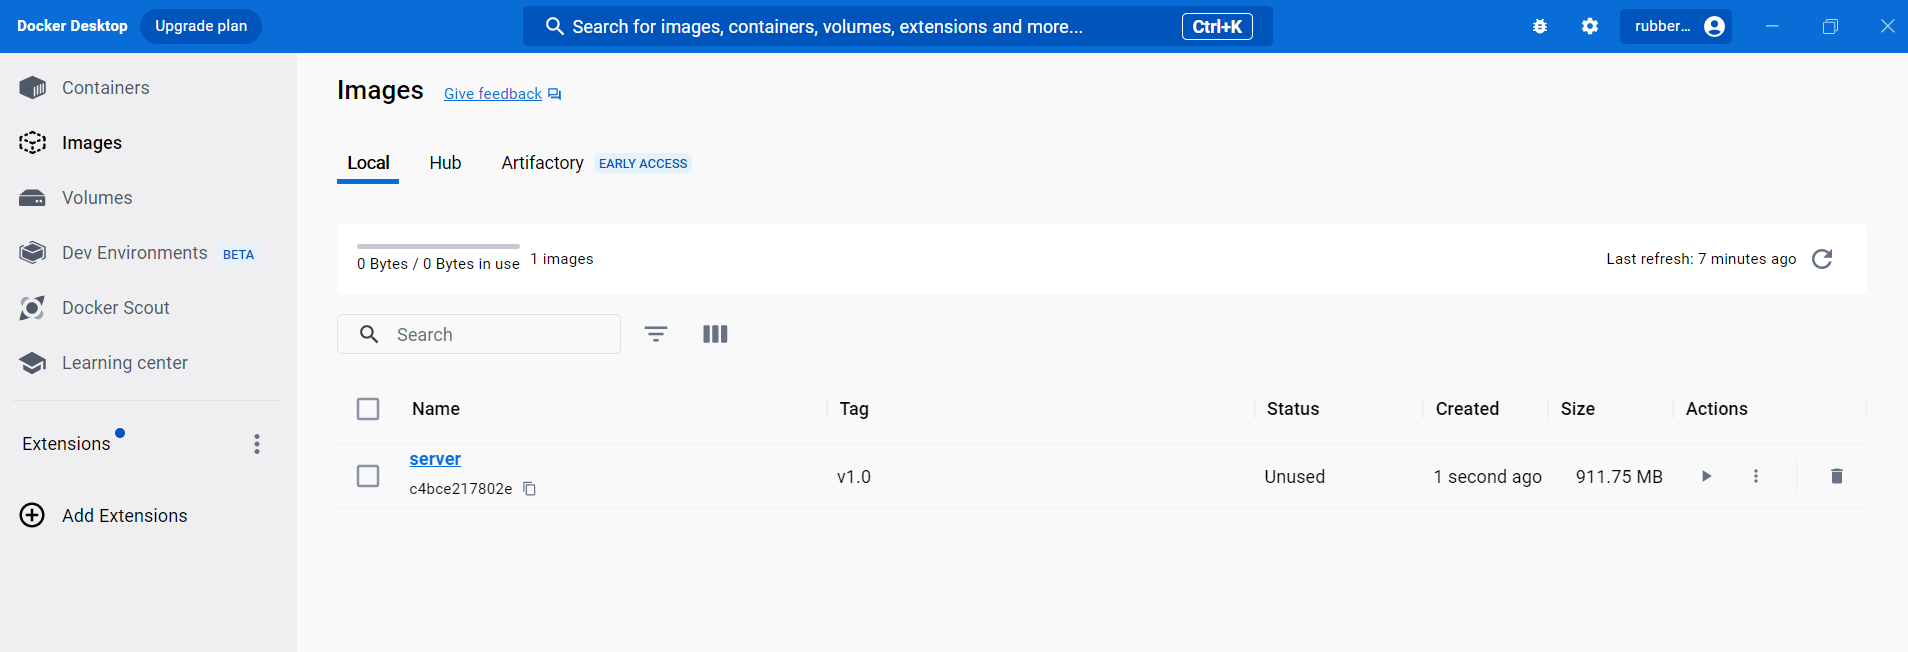 Docker Desktop Upgrade plan Search for images, containers, volumes, extensions and more... Ctrl+K rubber...
Containers
Images
Volumes
Dev Environments BETA
Docker Scout
Learning center
Extensions
Add Extensions
Images Give feedback
Local Hub Artifactory EARLY ACCESS
0 Bytes / 0 Bytes in use 1 images Last refresh: 7 minutes ago
Search
Name Tag Status Created Size Actions
server
c4bce217802e v1.0 Unused 1 second ago 911.75 MB